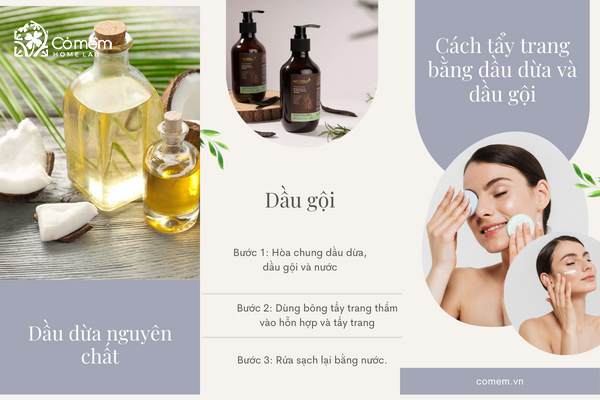 Cỏ mềm
HOME LAB
Dầu dừa nguyên
chất
Dầu gội
Bước 1: Hòa chung dầu dừa,
dầu gội và nước
Bước 2: Dùng bông tẩy trang thấm
vào hỗn hợp và tẩy trang
Bước 3: Rửa sạch lại bằng nước.
Cách tẩy trang
bằng dầu dừa và
dầu gội
comem.vn